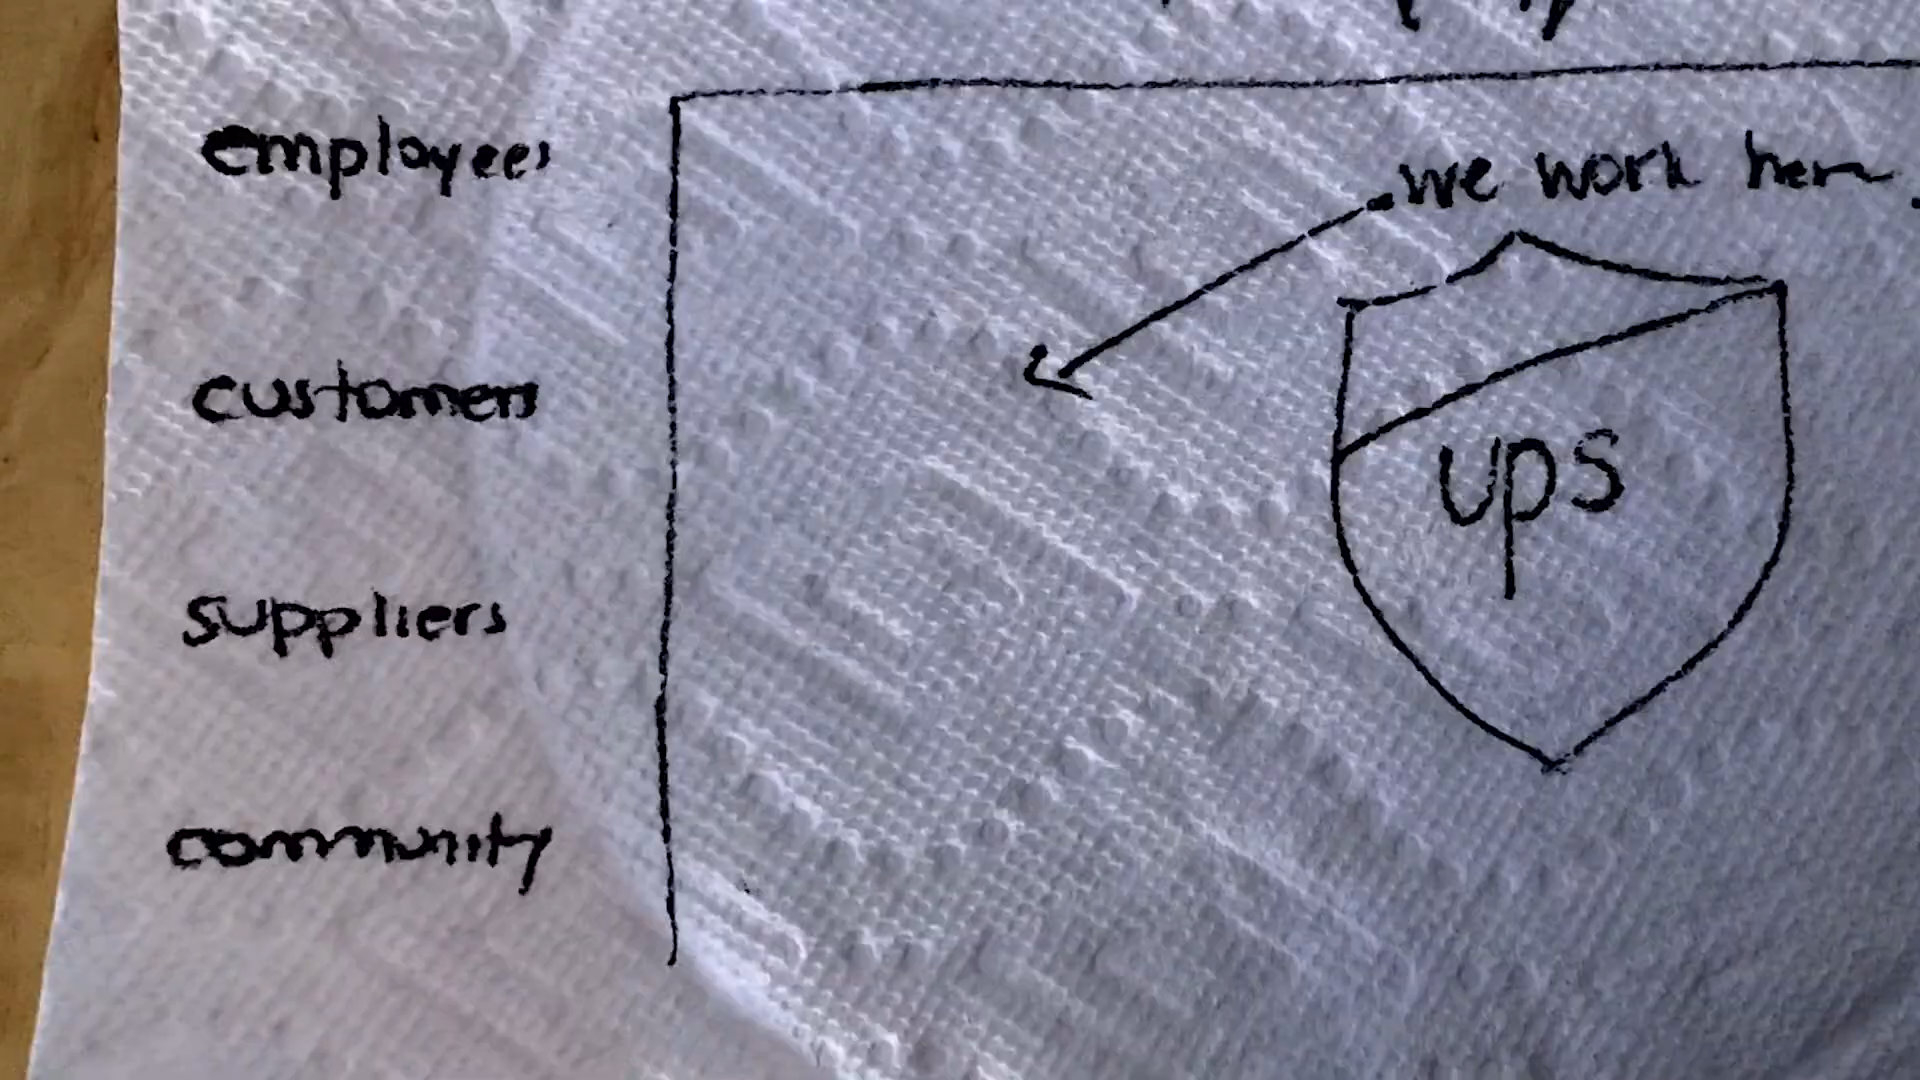 we work here
employees
customers
ups
suppliers
community